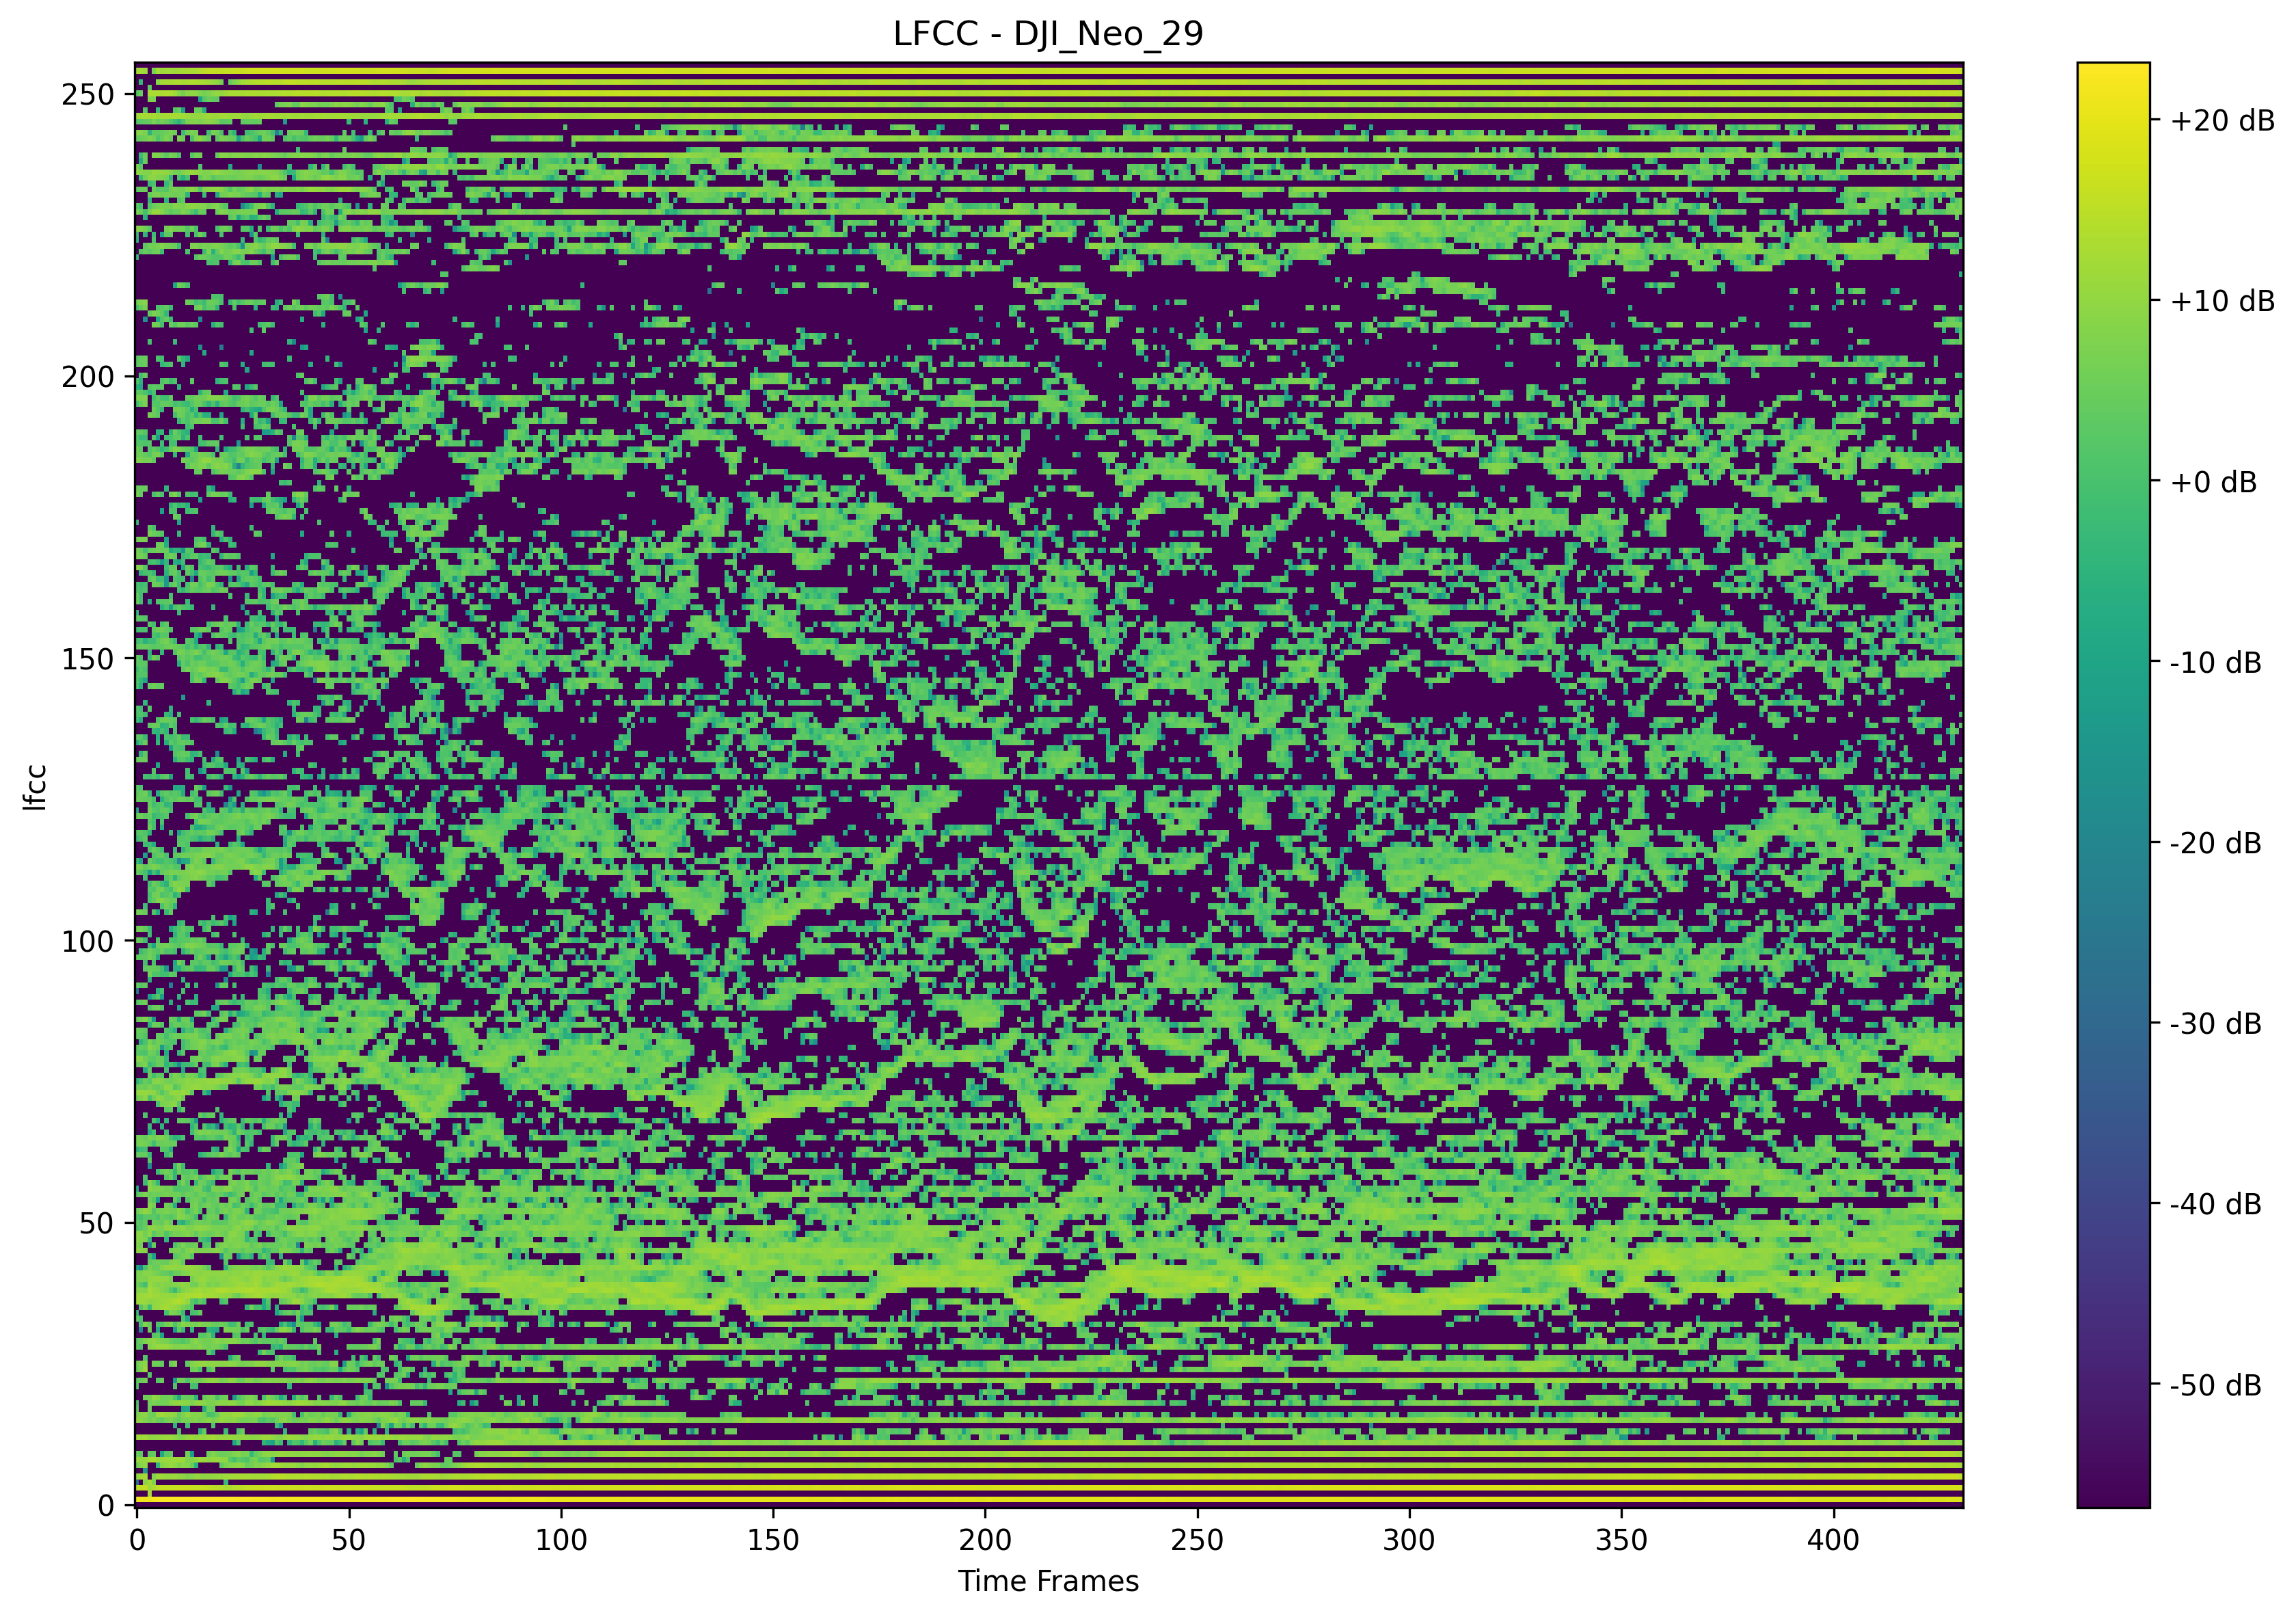 LFCC - DJI_Neo_29
lfcc
250
200
150
100
50
0
0 50 100 150 200 250 300 350 400
Time Frames
+20 dB
+10 dB
+0 dB
-10 dB
-20 dB
-30 dB
-40 dB
-50 dB